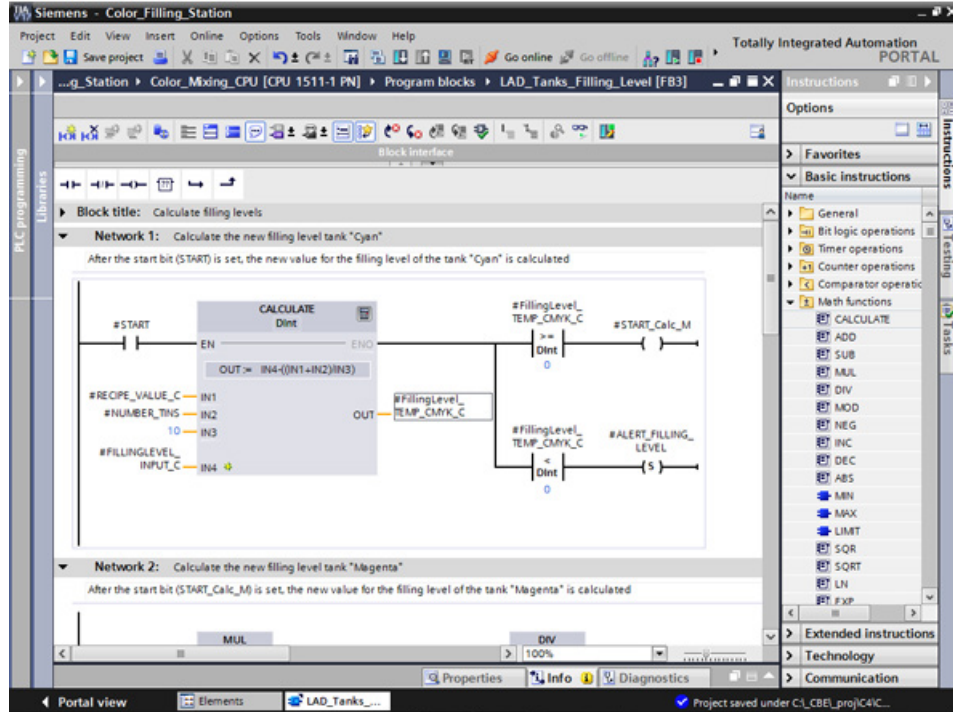 Siemens - Color_Filling_Station
Project Edit View Insert Online Options Tools Window Help
Totally Integrated Automation
PORTAL
Save project
Go online
Go offline
...g_Station
Color_Mixing_CPU [CPU 1511-1 PN]
Program blocks
LAD_Tanks_Filling_Level [FB3]
Block interface
PLC programming
Libraries
Block title: Calculate filling levels
Network 1: Calculate the new filling level tank "Cyan"
After the start bit (START) is set, the new value for the filling level of the tank "Cyan" is calculated
#START
CALCULATE
DInt
EN
ENO
OUT := IN4-((IN1+IN2)/IN3)
#RECIPE_VALUE_C
IN1
#NUMBER_TINS
IN2
10
IN3
#FILLINGLEVEL_
INPUT_C
IN4
OUT
#FillingLevel_
TEMP_CMYK_C
#FillingLevel_
TEMP_CMYK_C
>=
DInt
0
#START_Calc_M
#FillingLevel_
TEMP_CMYK_C
<
DInt
0
#ALERT_FILLING_
LEVEL
S
Network 2: Calculate the new filling level tank "Magenta"
After the start bit (START_Calc_M) is set, the new value for the filling level of the tank "Magenta" is calculated
MUL
DIV
100%
Properties
Info
Diagnostics
Instructions
Options
Favorites
Basic instructions
Name
General
Bit logic operations
Timer operations
Counter operations
Comparator operatic
Math functions
CALCULATE
ADD
SUB
MUL
DIV
MOD
NEG
INC
DEC
ABS
MIN
MAX
LIMIT
SQR
SQRT
LN
EXP
Extended instructions
Technology
Communication
Instructions
Testing
Tasks
Portal view
Elements
LAD_Tanks_...
Project saved under C:\_CBE\_proj\C4\C...